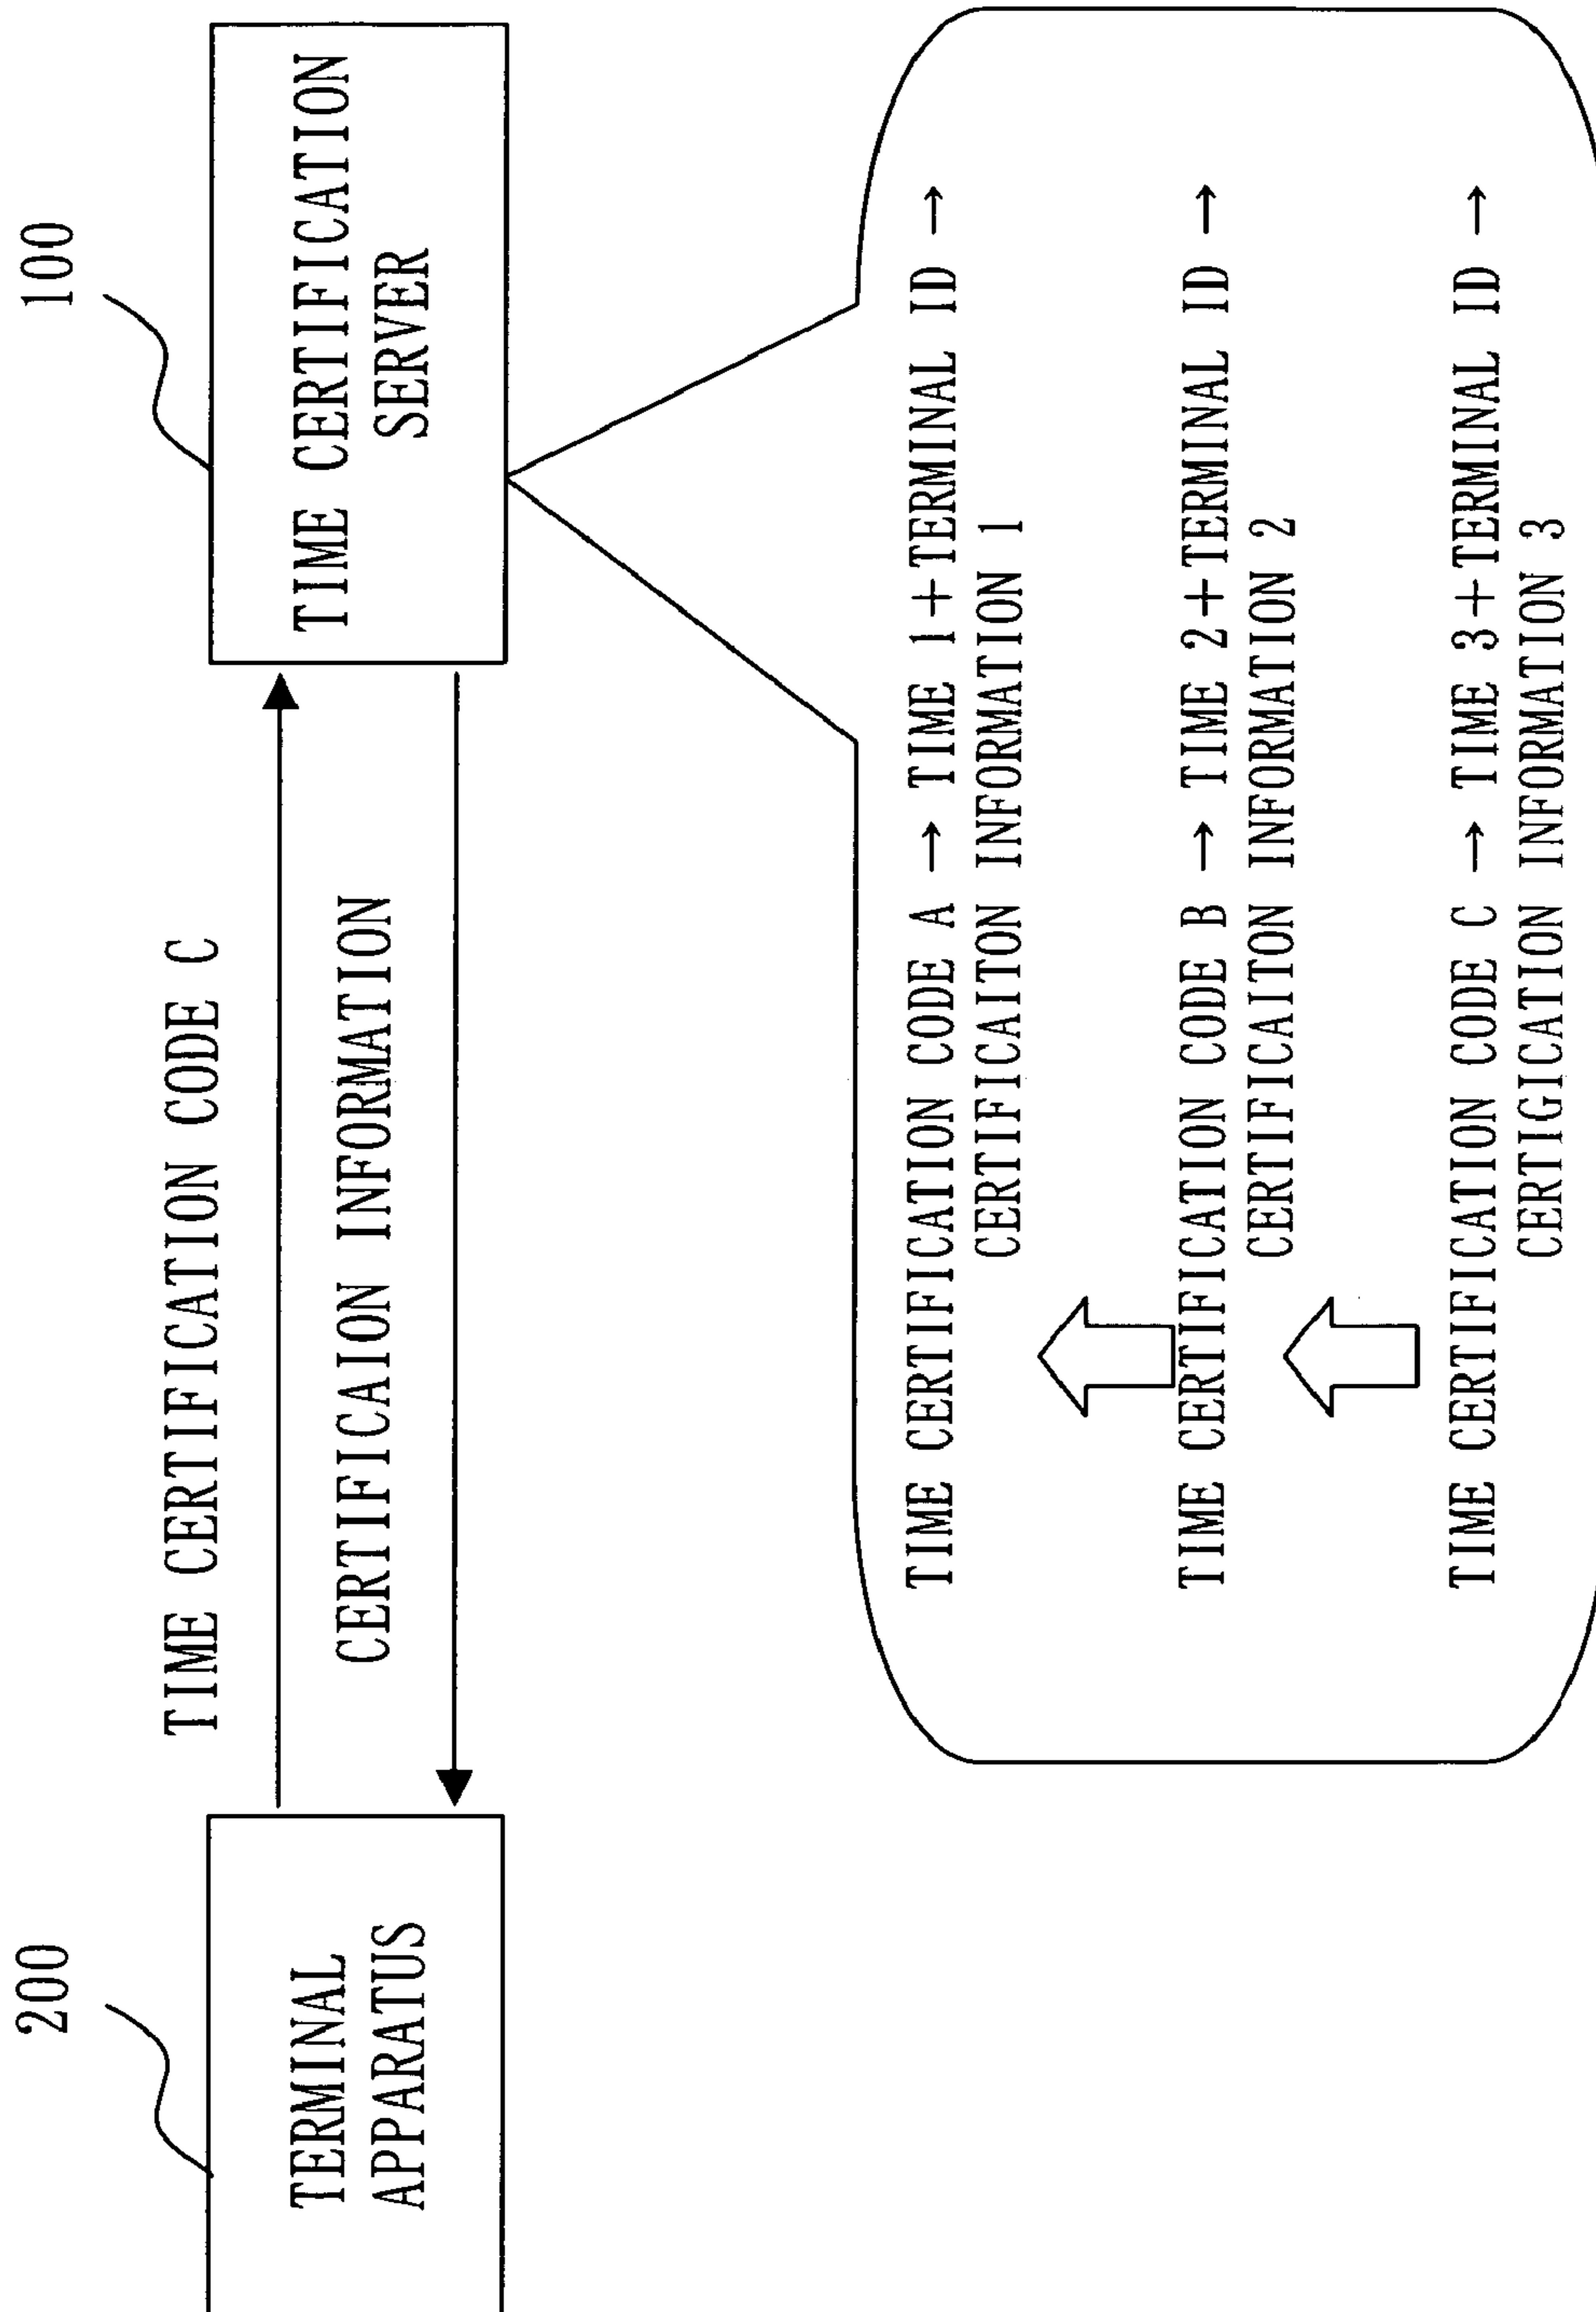 200
100
TERMINAL
APPARATUS
TIME CERTIFICATION CODE C
CERTIFICAION INFORMATION
TIME CERTIFICATION
SERVER
TIME CERTIFICATION CODE A → TIME 1+TERMINAL ID →
CERTIFICAITON INFORMATION 1
TIME CERTIFICATION CODE B → TIME 2+TERMINAL ID →
CERTIFICAITON INFORMATION 2
TIME CERTIFICATION CODE C → TIME 3+TERMINAL ID →
CERTIGICATION INFORMATION 3